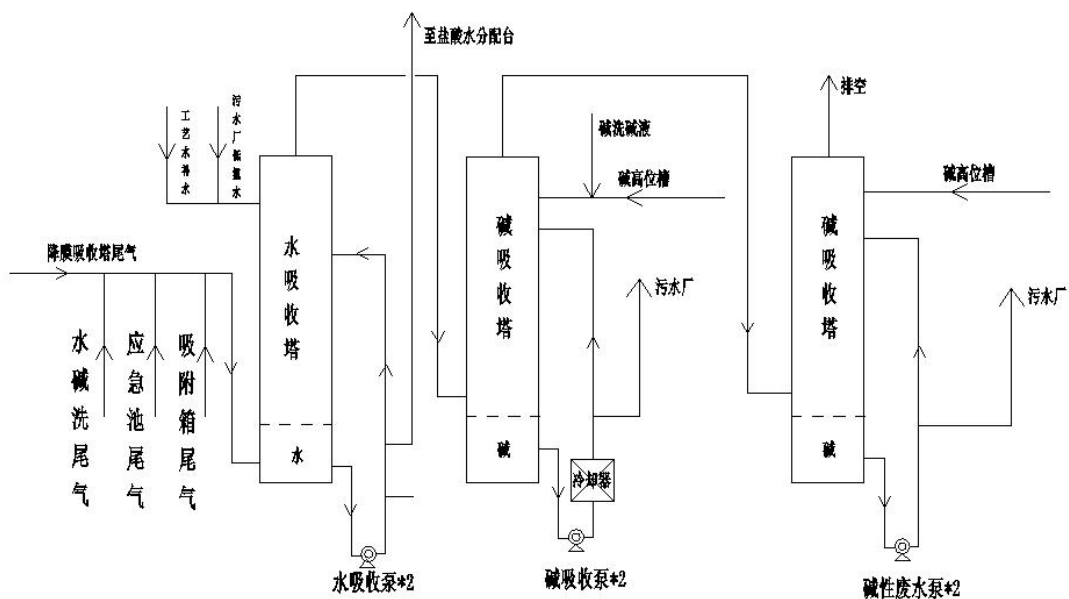 至盐酸水分配台
工艺水补水
污水厂低氨水
排空
碱洗碱液
碱高位槽
碱高位槽
水吸收塔
碱吸收塔
碱吸收塔
降膜吸收塔尾气
污水厂
污水厂
水碱洗尾气
应急池尾气
吸附箱尾气
水
碱
碱
冷却器
水吸收泵*2
碱吸收泵*2
碱性废水泵*2